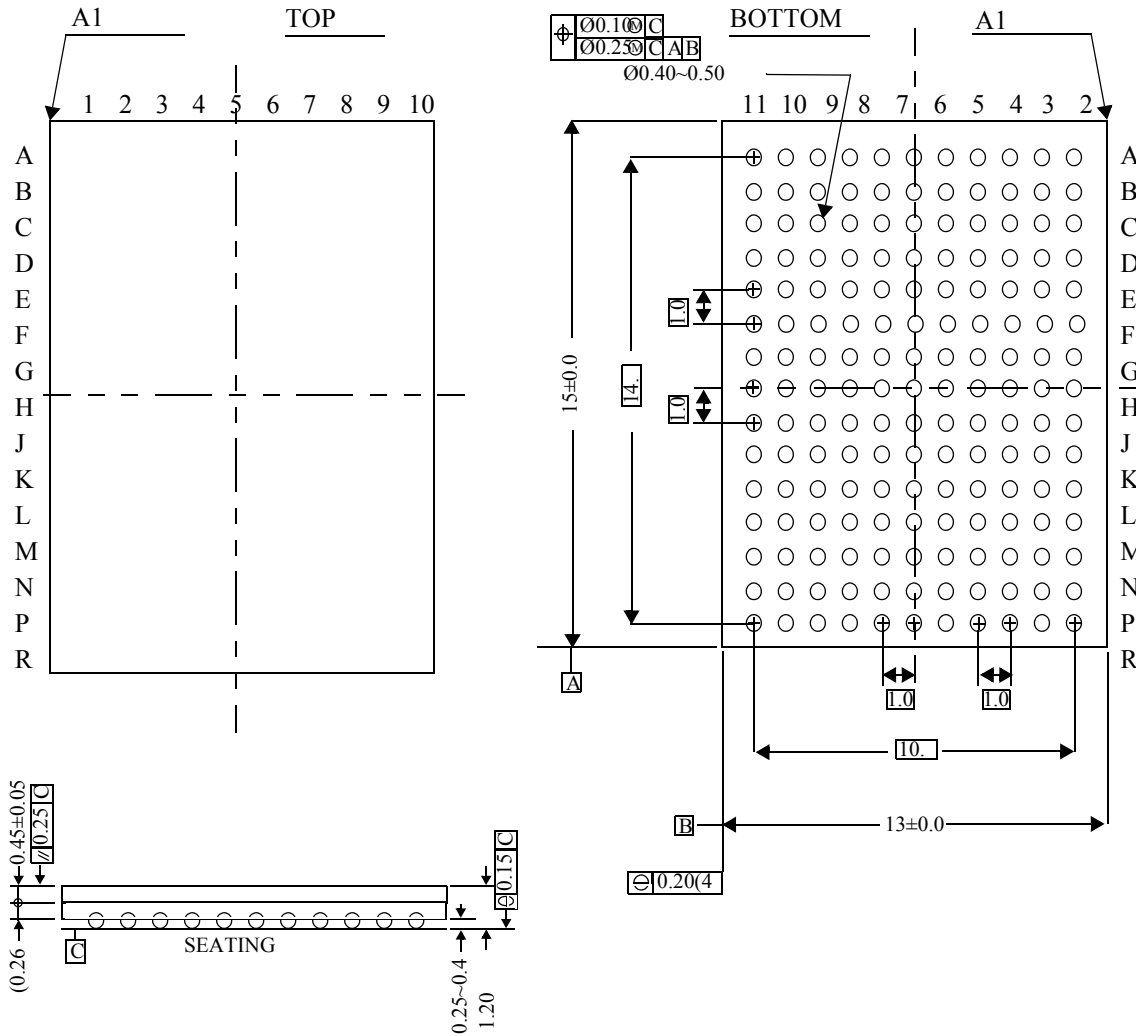 A1
TOP
1 2 3 4 5 6 7 8 9 10
A
B
C
D
E
F
G
H
J
K
L
M
N
P
R
Ø0.10Ⓜ C
Ø0.25Ⓜ C A B
Ø0.40~0.50
BOTTOM
A1
11 10 9 8 7 6 5 4 3 2
A
B
C
D
E
F
G
H
J
K
L
M
N
P
R
1.0
1.0
14.
15±0.0
A
1.0
1.0
10.
B
13±0.0
0.20(4
0.45±0.05
// 0.25 C
(0.26
C
SEATING
0.15 C
0.25~0.4
1.20